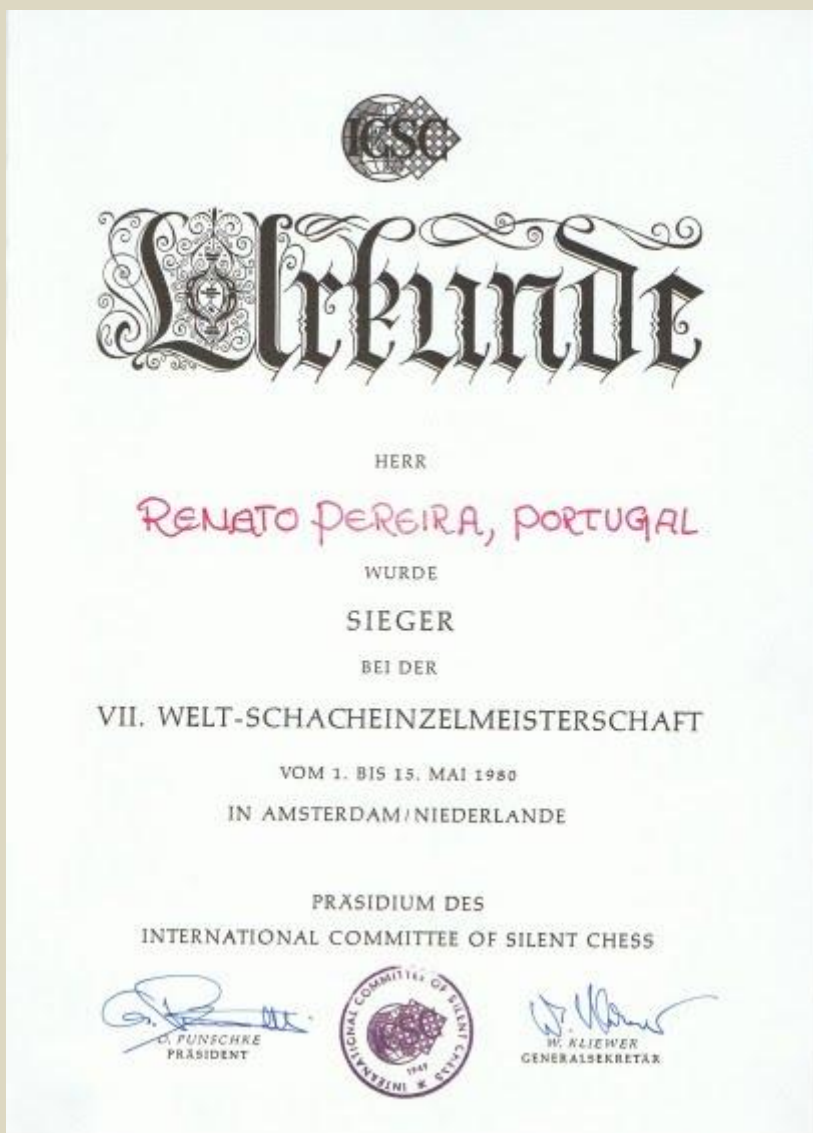 ICSC
Urkunde
HERR
RENATO PEREIRA, PORTUGAL
WURDE
SIEGER
BEI DER
VII. WELT-SCHACHEINZELMEISTERSCHAFT
VOM 1. BIS 15. MAI 1980
IN AMSTERDAM/NIEDERLANDE
PRÄSIDIUM DES
INTERNATIONAL COMMITTEE OF SILENT CHESS
PUNSCHKE
PRÄSIDENT
INTERNATIONAL COMMITTEE OF SILENT CHESS
ICSC
1949
W. KLIEWER
GENERALSEKRETÄR